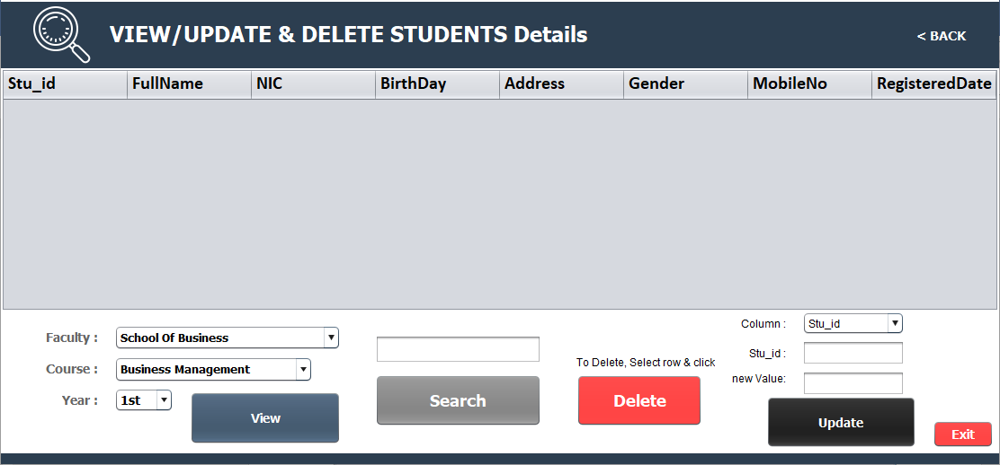 VIEW/UPDATE & DELETE STUDENTS Details
< BACK
Stu_id FullName NIC BirthDay Address Gender MobileNo RegisteredDate
Faculty : School Of Business
Course : Business Management
Year : 1st
View
Search
To Delete, Select row & click
Delete
Column : Stu_id
Stu_id :
new Value:
Update
Exit